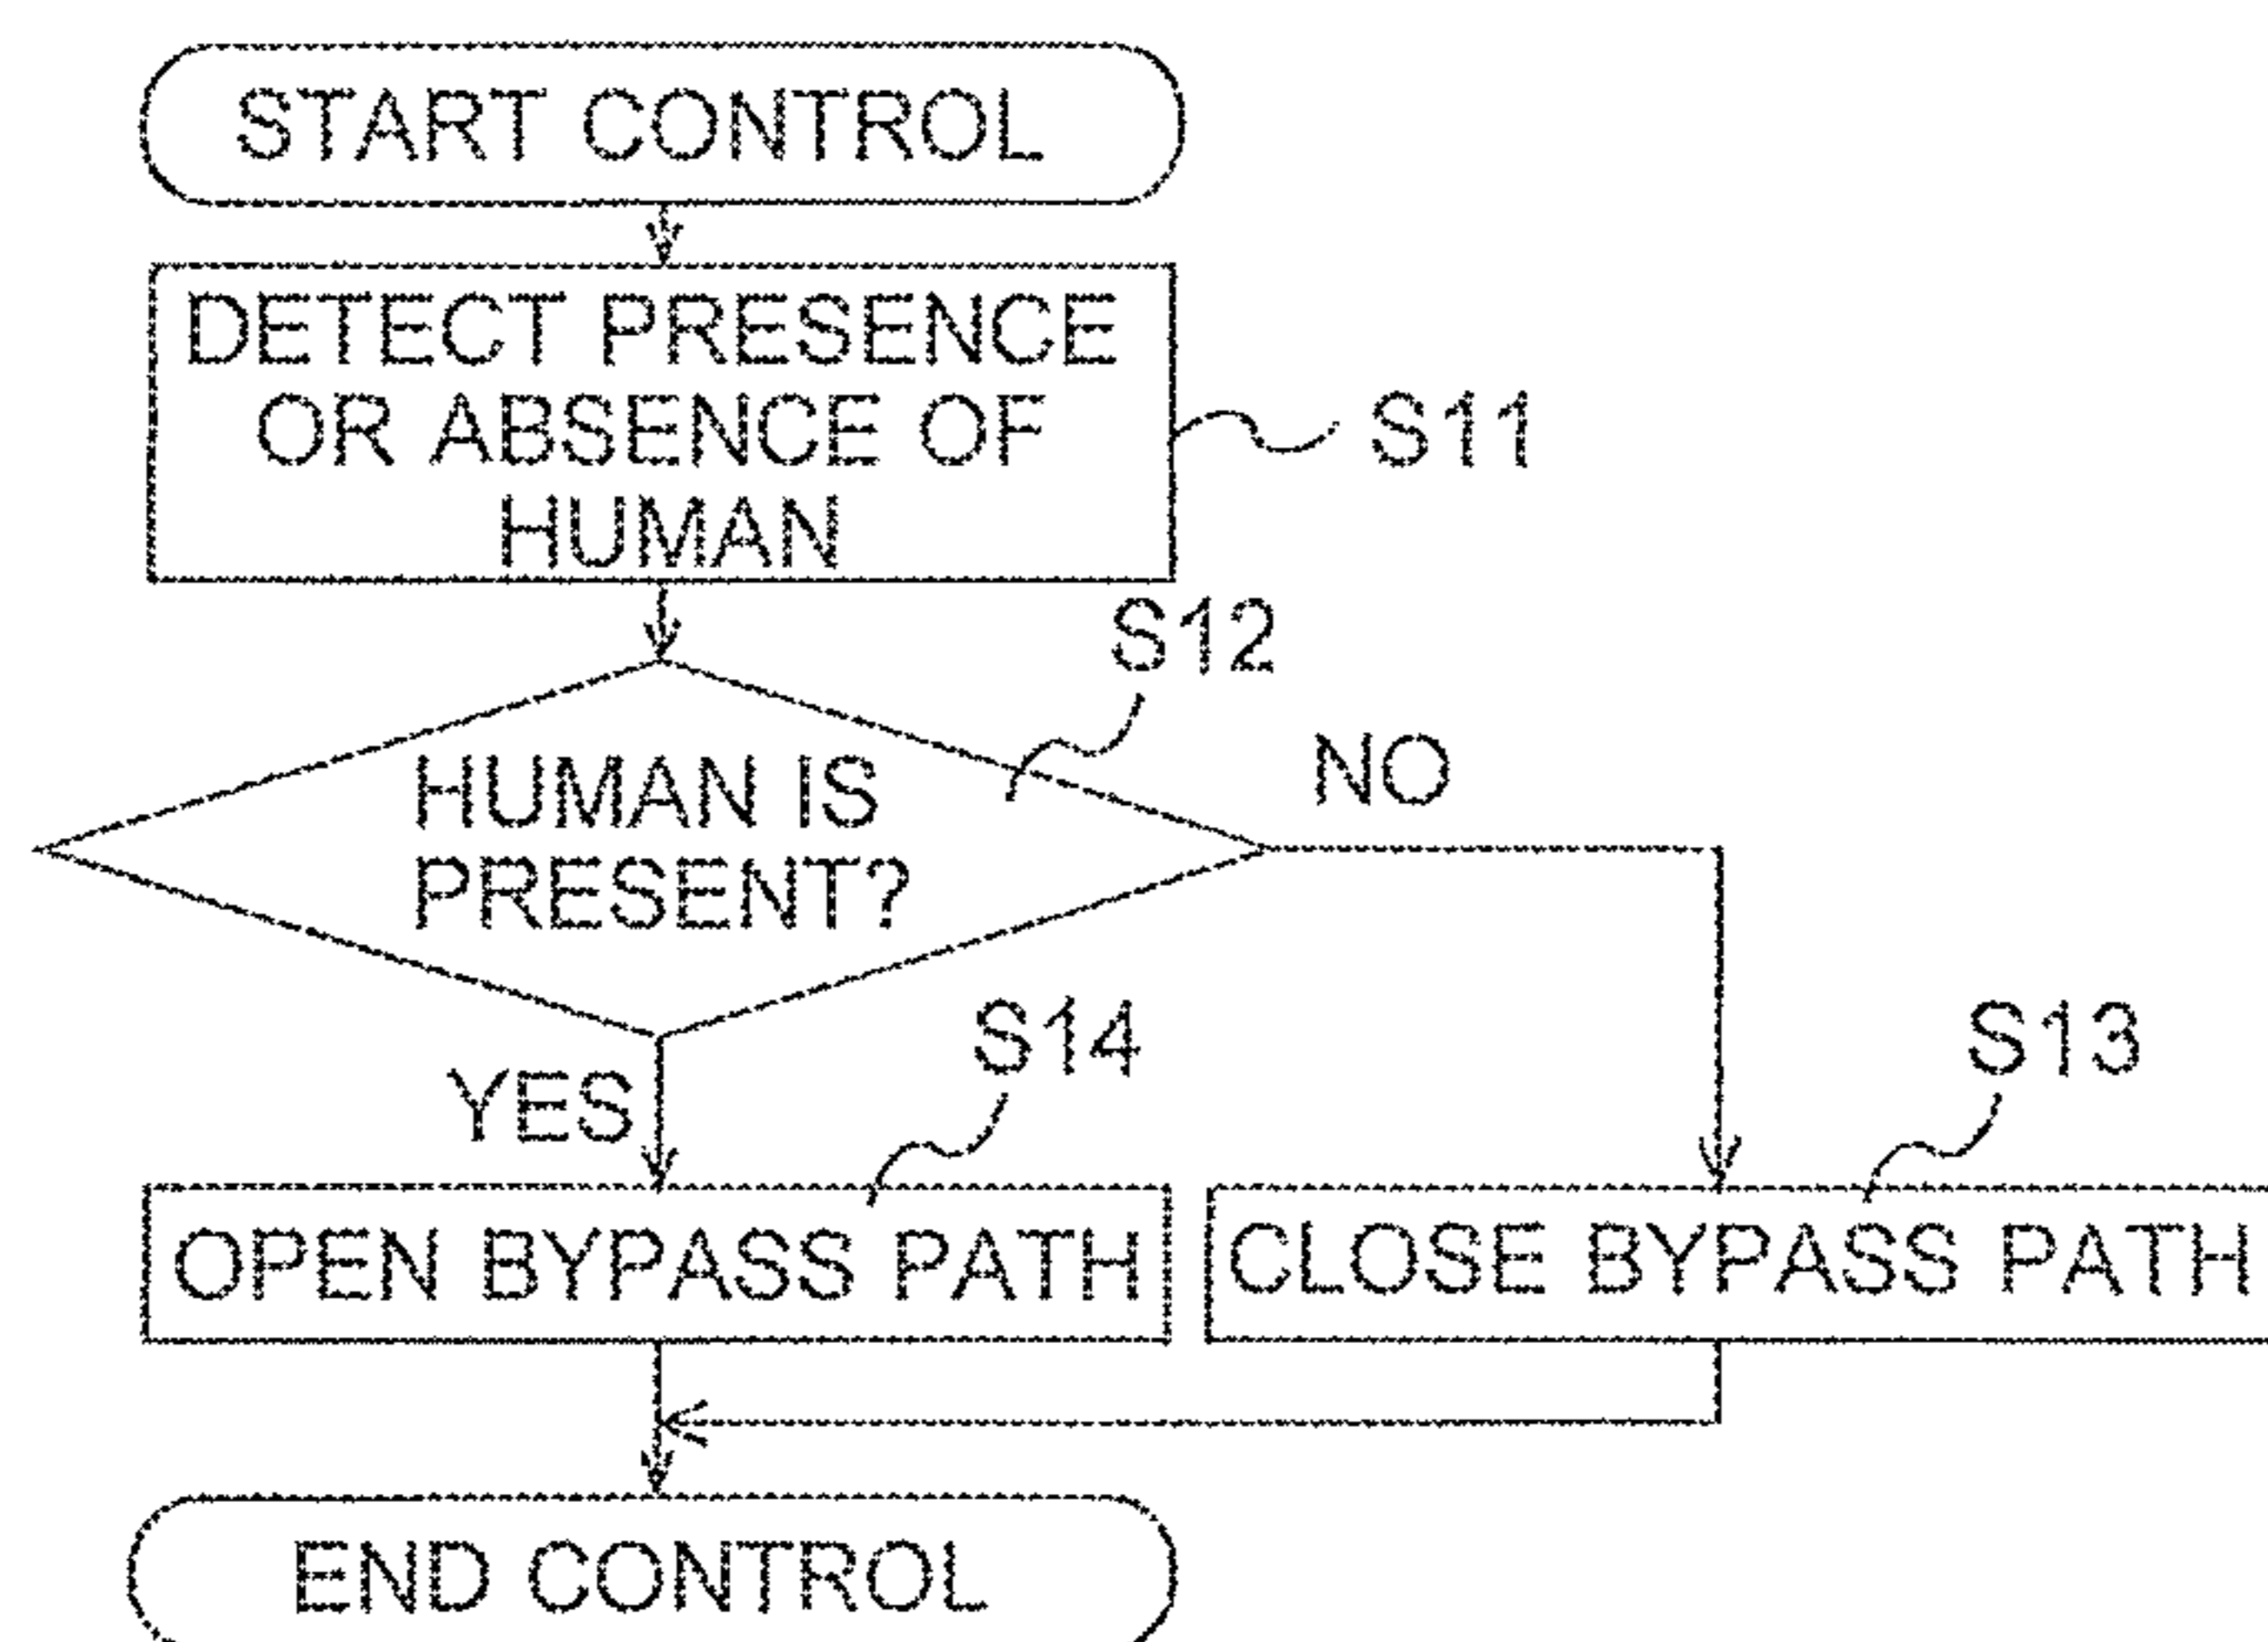 START CONTROL
DETECT PRESENCE
OR ABSENCE OF
HUMAN
S11
S12
HUMAN IS
PRESENT?
NO
YES
S14
S13
OPEN BYPASS PATH
CLOSE BYPASS PATH
END CONTROL